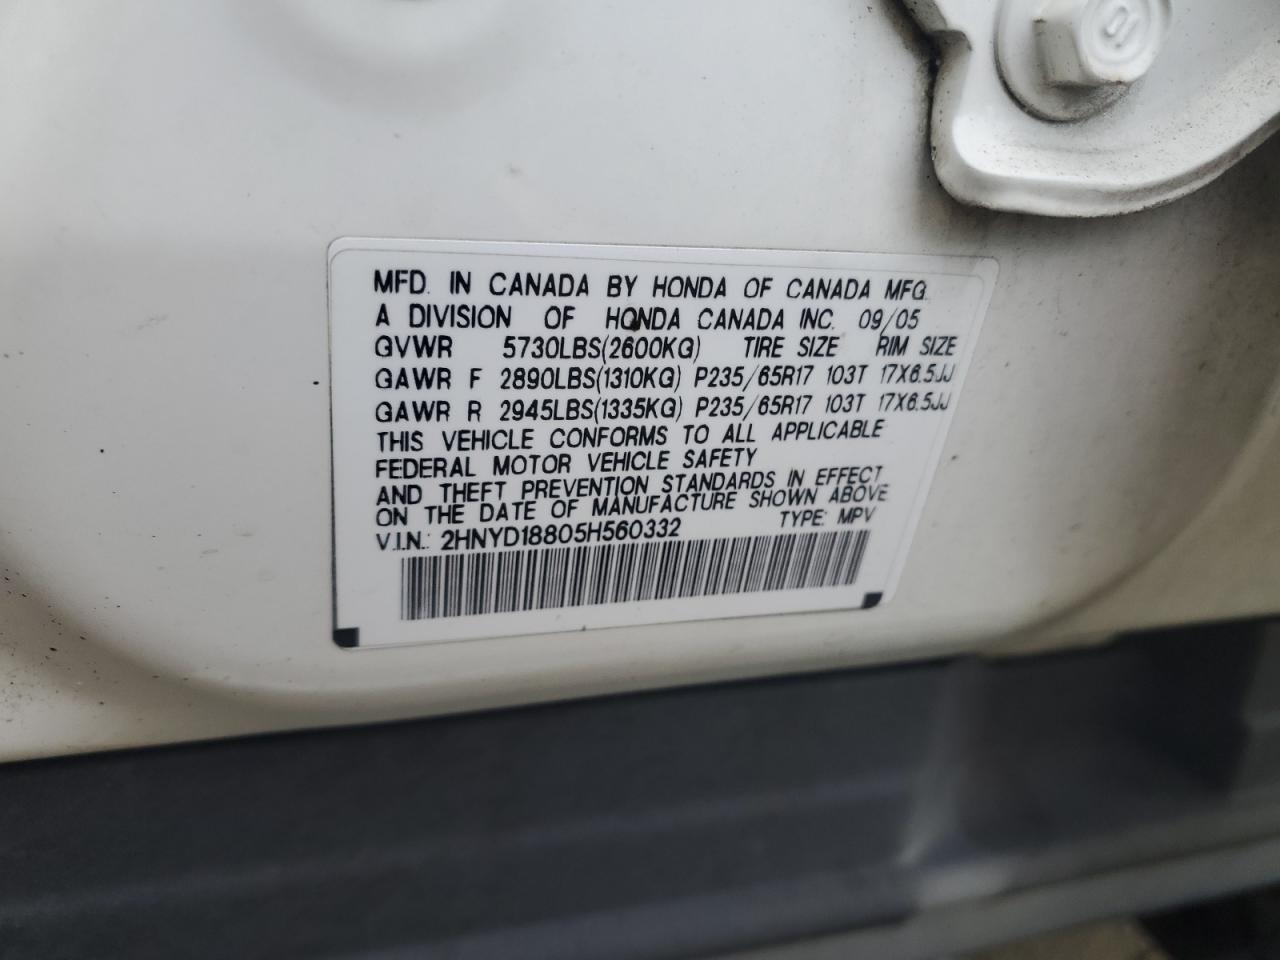 MFD. IN CANADA BY HONDA OF CANADA MFG.
A DIVISION OF HONDA CANADA INC. 09/05
GVWR 5730LBS(2600KG) TIRE SIZE RIM SIZE
GAWR F 2890LBS(1310KG) P235/65R17 103T 17X6.5JJ
GAWR R 2945LBS(1335KG) P235/65R17 103T 17X6.5JJ
THIS VEHICLE CONFORMS TO ALL APPLICABLE
FEDERAL MOTOR VEHICLE SAFETY
AND THEFT PREVENTION STANDARDS IN EFFECT
ON THE DATE OF MANUFACTURE SHOWN ABOVE
V.I.N.: 2HNYD18805H560332 TYPE: MPV